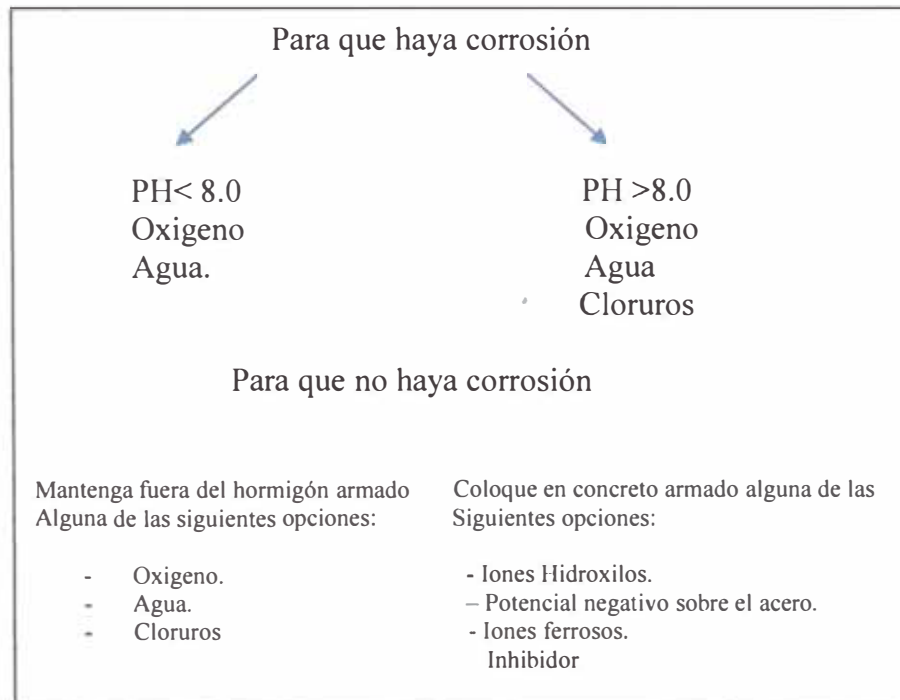 Para que haya corrosión
PH< 8.0
Oxigeno
Agua.
PH >8.0
Oxigeno
Agua
Cloruros
Para que no haya corrosión
Mantenga fuera del hormigón armado
Alguna de las siguientes opciones:
- Oxigeno.
- Agua.
- Cloruros
Coloque en concreto armado alguna de las
Siguientes opciones:
- Iones Hidroxilos.
– Potencial negativo sobre el acero.
- Iones ferrosos.
Inhibidor